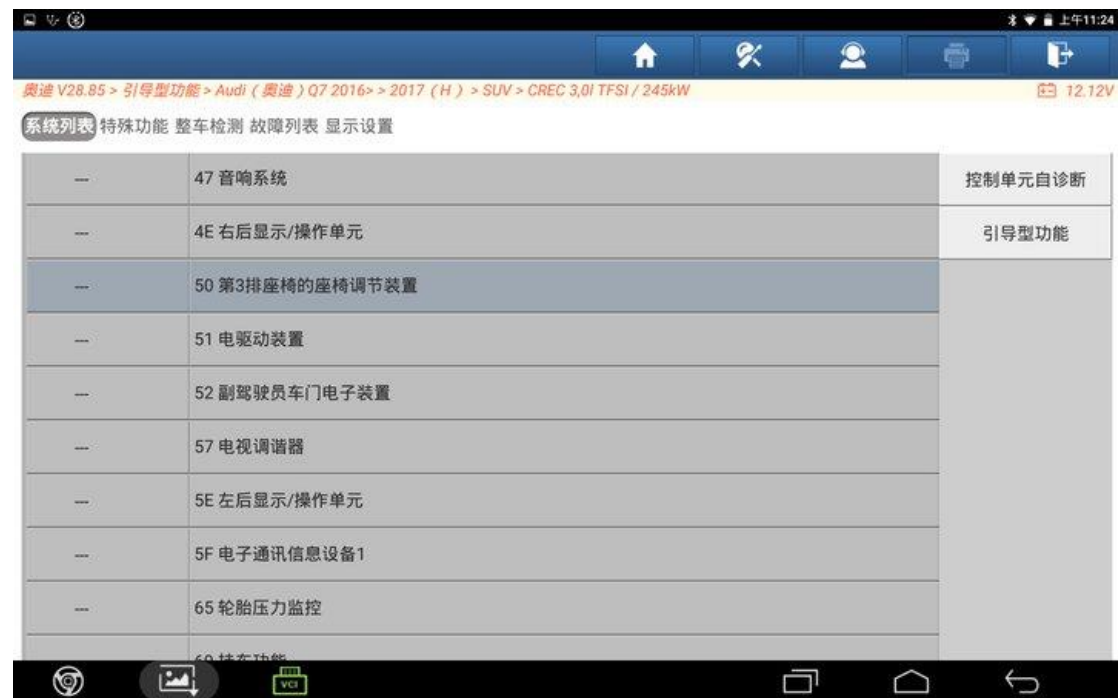 上午11:24
奥迪 V28.85 > 引导型功能 > Audi ( 奥迪 ) Q7 2016> > 2017 ( H ) > SUV > CREC 3,0l TFSI / 245kW
12.12V
系统列表 特殊功能 整车检测 故障列表 显示设置
--- 47 音响系统
控制单元自诊断
--- 4E 右后显示/操作单元
引导型功能
--- 50 第3排座椅的座椅调节装置
--- 51 电驱动装置
--- 52 副驾驶员车门电子装置
--- 57 电视调谐器
--- 5E 左后显示/操作单元
--- 5F 电子通讯信息设备1
--- 65 轮胎压力监控
69 挂车功能
VCI